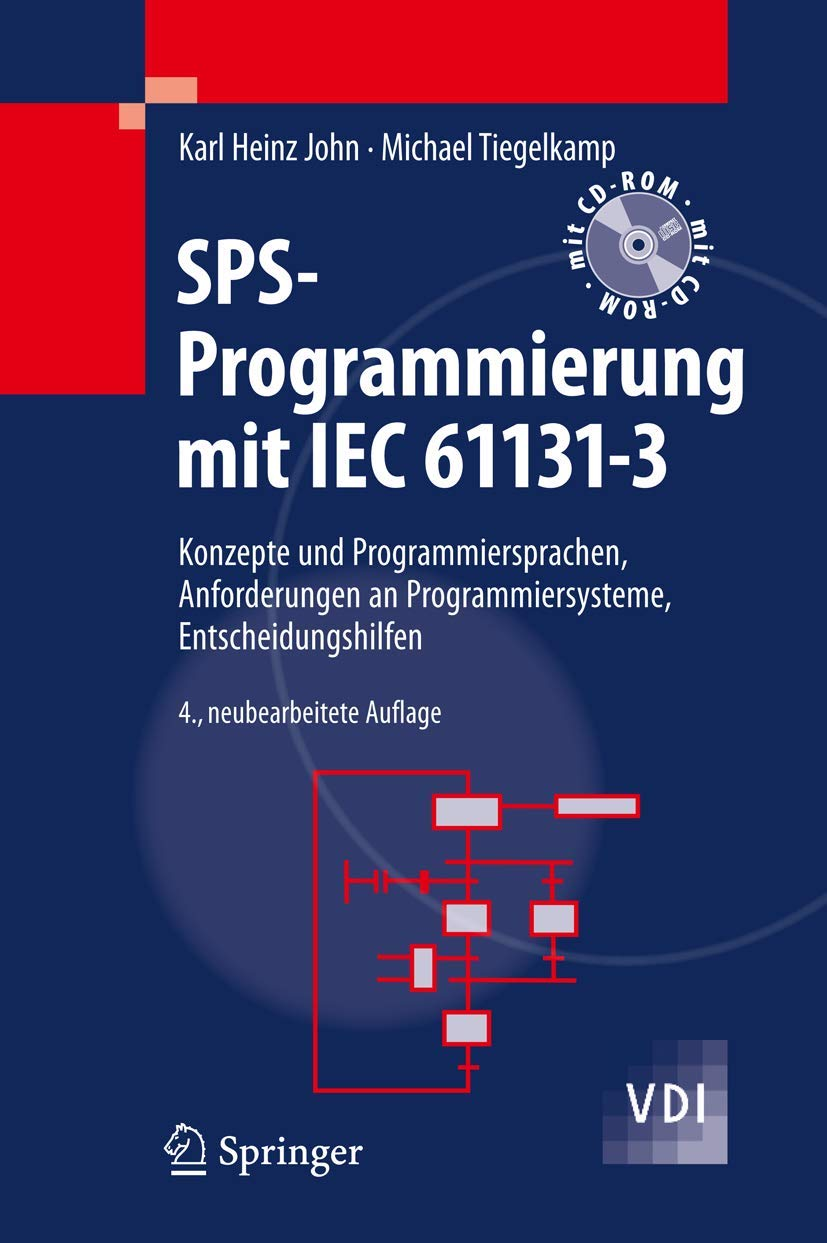 Karl Heinz John · Michael Tiegelkamp
mit CD-ROM · mit CD-ROM ·
SPS-
Programmierung
mit IEC 61131-3
Konzepte und Programmiersprachen,
Anforderungen an Programmiersysteme,
Entscheidungshilfen
4., neubearbeitete Auflage
VDI
Springer